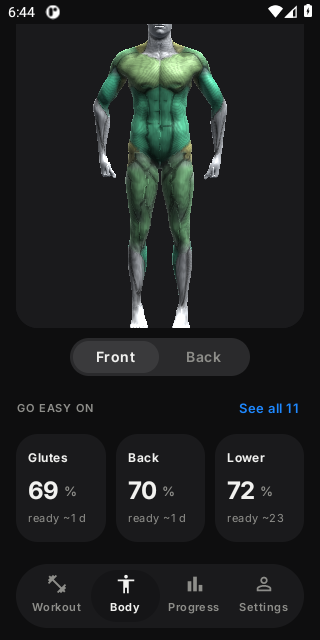 6:44
Front
Back
GO EASY ON
See all 11
Glutes
69 %
ready ~1 d
Back
70 %
ready ~1 d
Lower
72 %
ready ~23
Workout
Body
Progress
Settings